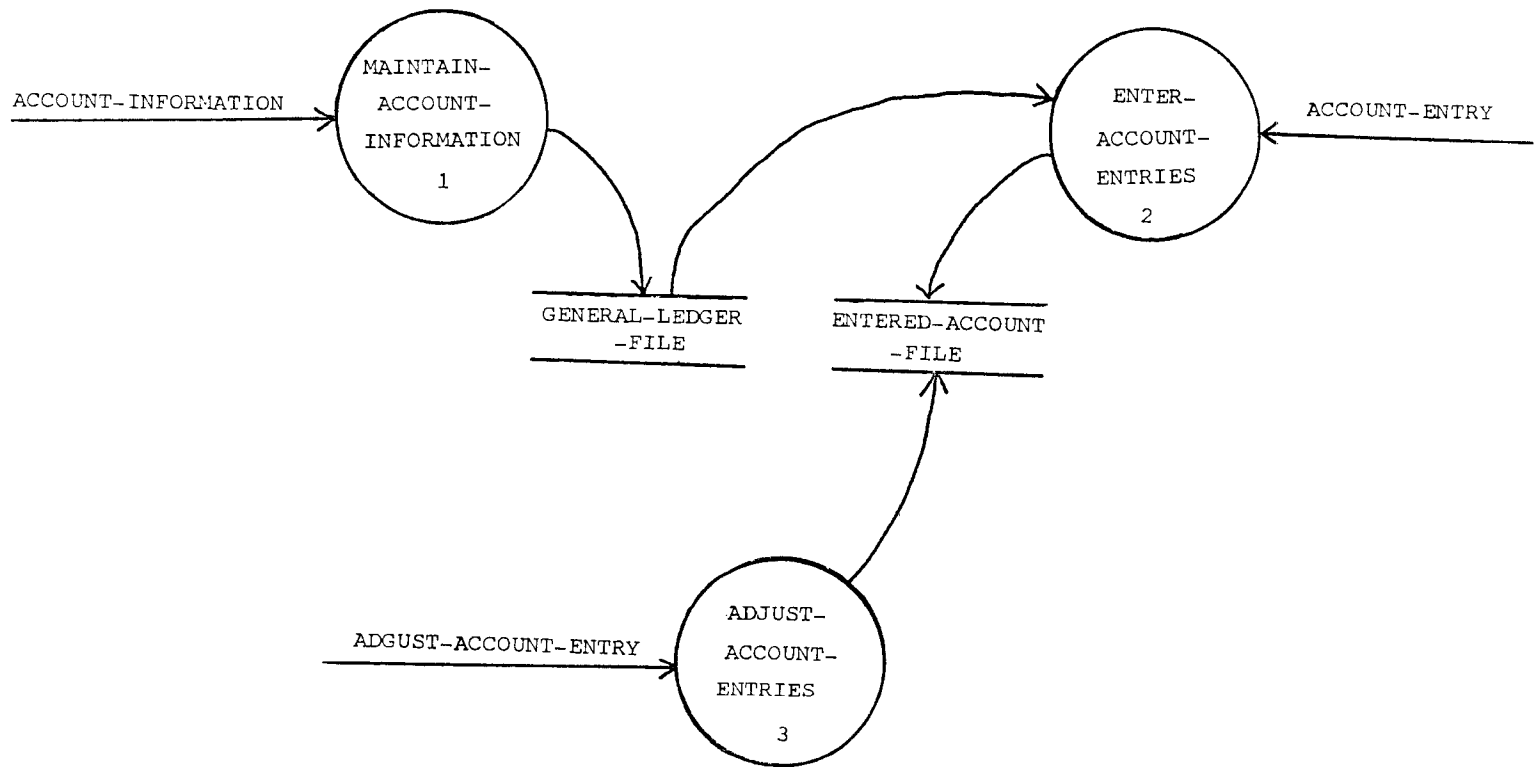 ACCOUNT-INFORMATION
MAINTAIN-
ACCOUNT-
INFORMATION
1
ENTER-
ACCOUNT-
ENTRIES
2
ACCOUNT-ENTRY
GENERAL-LEDGER
-FILE
ENTERED-ACCOUNT
-FILE
ADGUST-ACCOUNT-ENTRY
ADJUST-
ACCOUNT-
ENTRIES
3